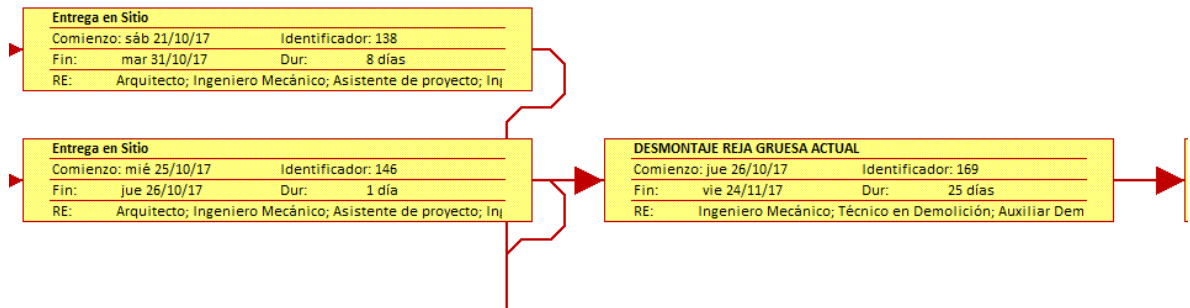 Entrega en Sitio
Comienzo: sáb 21/10/17 Identificador: 138
Fin: mar 31/10/17 Dur: 8 días
RE: Arquitecto; Ingeniero Mecánico; Asistente de proyecto;
Entrega en Sitio
Comienzo: mié 25/10/17 Identificador: 146
Fin: jue 26/10/17 Dur: 1 día
RE: Arquitecto; Ingeniero Mecánico; Asistente de proyecto;
DESMONTAJE REJA GRUESA ACTUAL
Comienzo: jue 26/10/17 Identificador: 169
Fin: vie 24/11/17 Dur: 25 días
RE: Ingeniero Mecánico; Técnico en Demolición; Auxiliar Dem